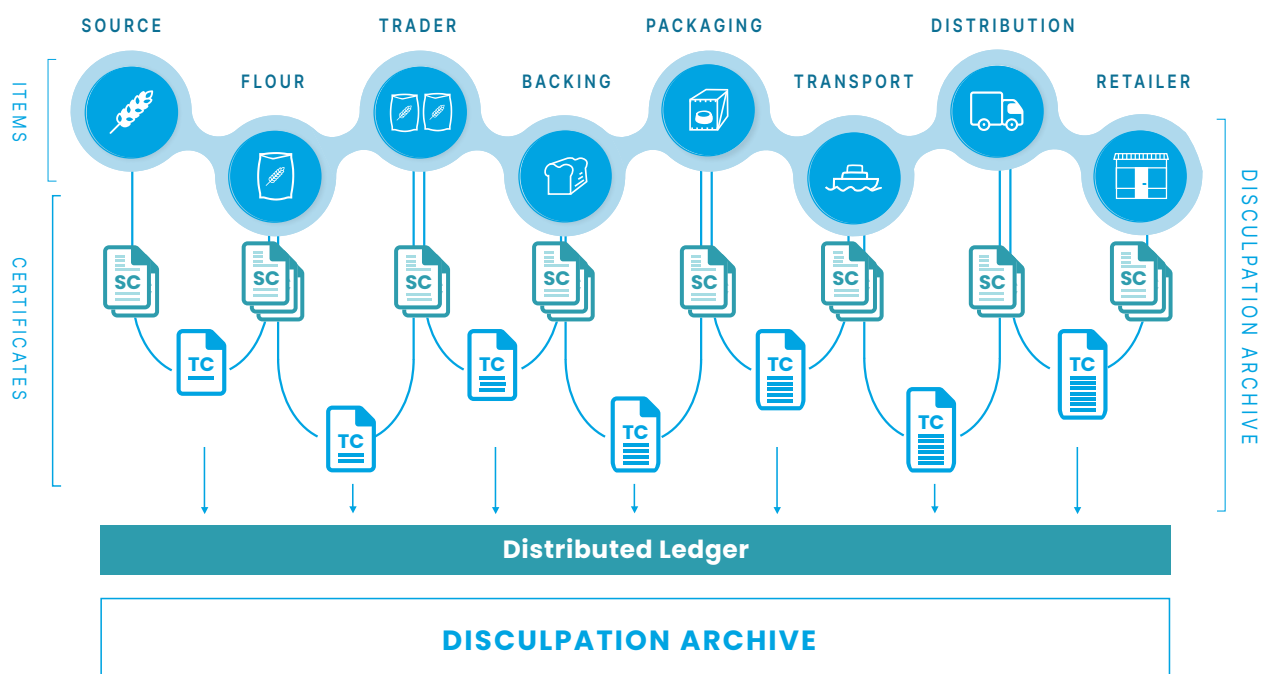 SOURCE
TRADER
PACKAGING
DISTRIBUTION
FLOUR
BACKING
TRANSPORT
RETAILER
ITEMS
CERTIFICATES
DISCULPATION ARCHIVE
SC
SC
SC
SC
SC
SC
SC
SC
TC
TC
TC
TC
TC
TC
TC
Distributed Ledger
DISCULPATION ARCHIVE